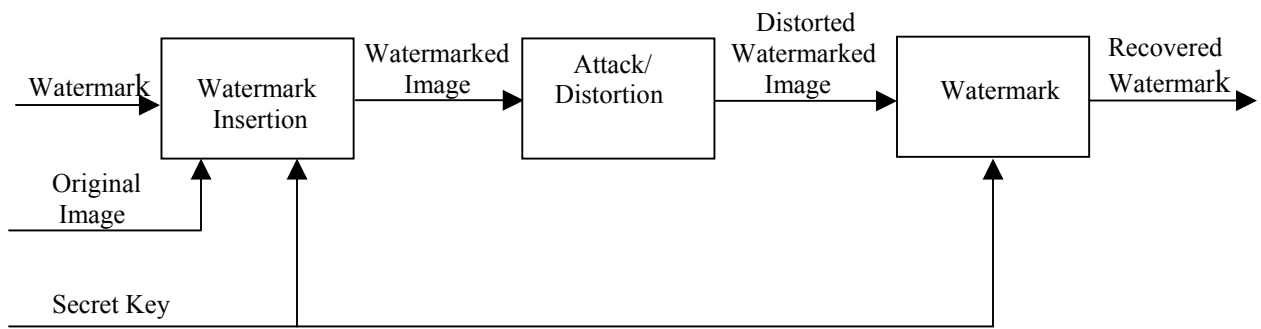 Watermark
Watermark
Insertion
Watermarked
Image
Attack/
Distortion
Distorted
Watermarked
Image
Watermark
Recovered
Watermark
Original
Image
Secret Key